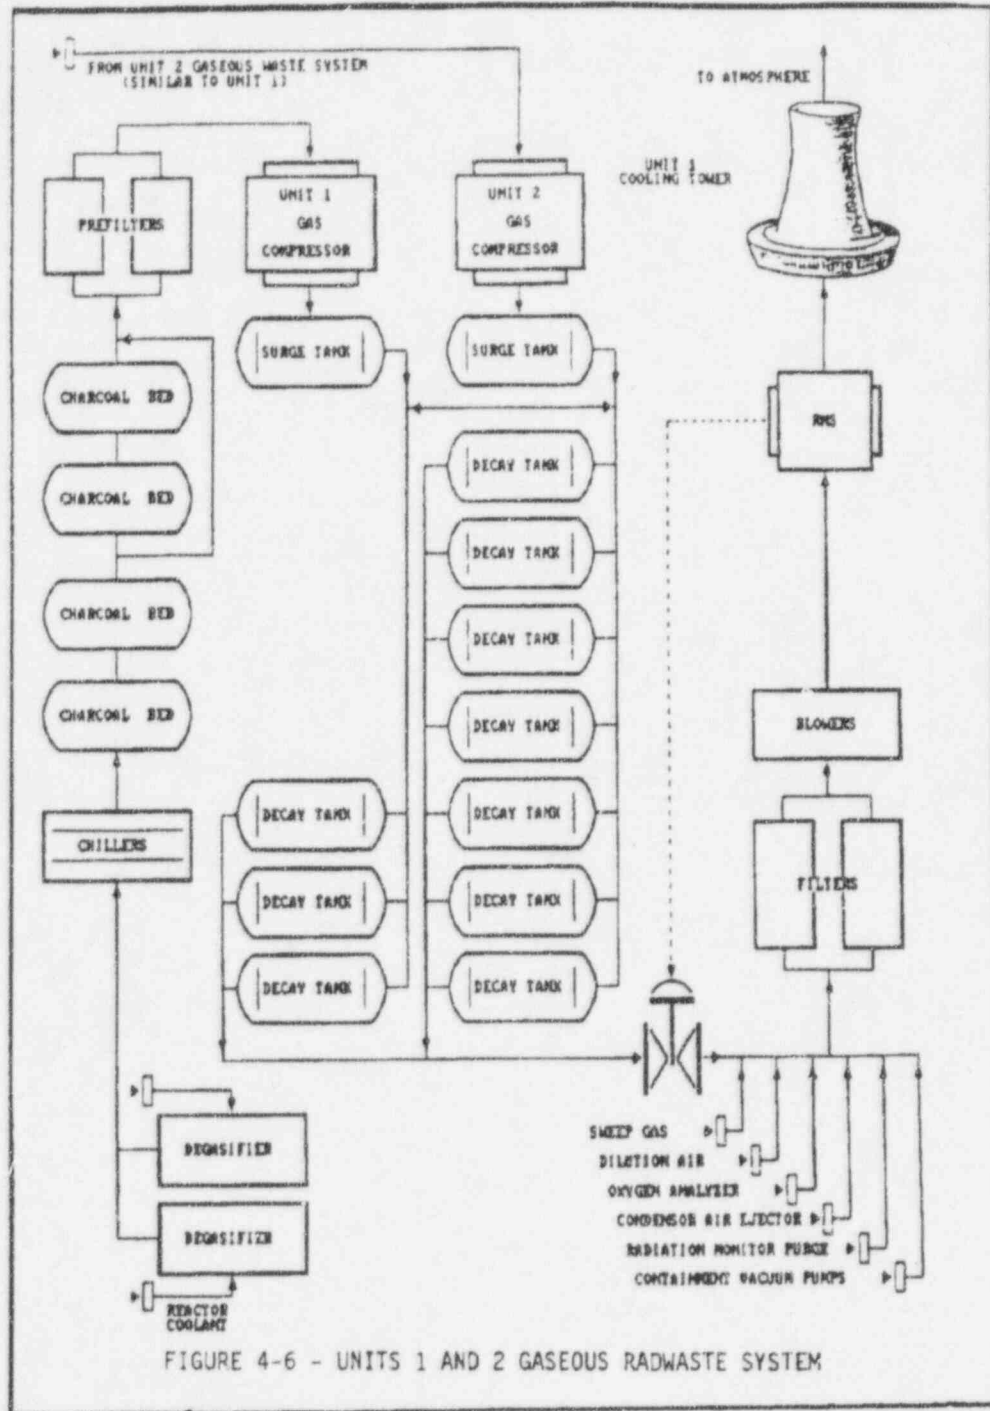 FROM UNIT 2 GASEOUS WASTE SYSTEM
(SIMILAR TO UNIT 1)
TO ATMOSPHERE
UNIT 1
COOLING TOWER
PREFILTERS
UNIT 1
GAS
COMPRESSOR
UNIT 2
GAS
COMPRESSOR
SURGE TANK
SURGE TANK
CHARCOAL BED
CHARCOAL BED
CHARCOAL BED
CHARCOAL BED
CHILLERS
DECAY TANK
DECAY TANK
DECAY TANK
DECAY TANK
DECAY TANK
DECAY TANK
DECAY TANK
DECAY TANK
DECAY TANK
DECAY TANK
RMS
BLOWERS
FILTERS
DEGASIFIER
DEGASIFIER
REACTOR
COOLANT
SWEEP GAS
DILUTION AIR
OXYGEN ANALYZER
CONDENSOR AIR EJECTOR
RADIATION MONITOR PURGE
CONTAINMENT VACUUM PUMPS
FIGURE 4-6 - UNITS 1 AND 2 GASEOUS RADWASTE SYSTEM